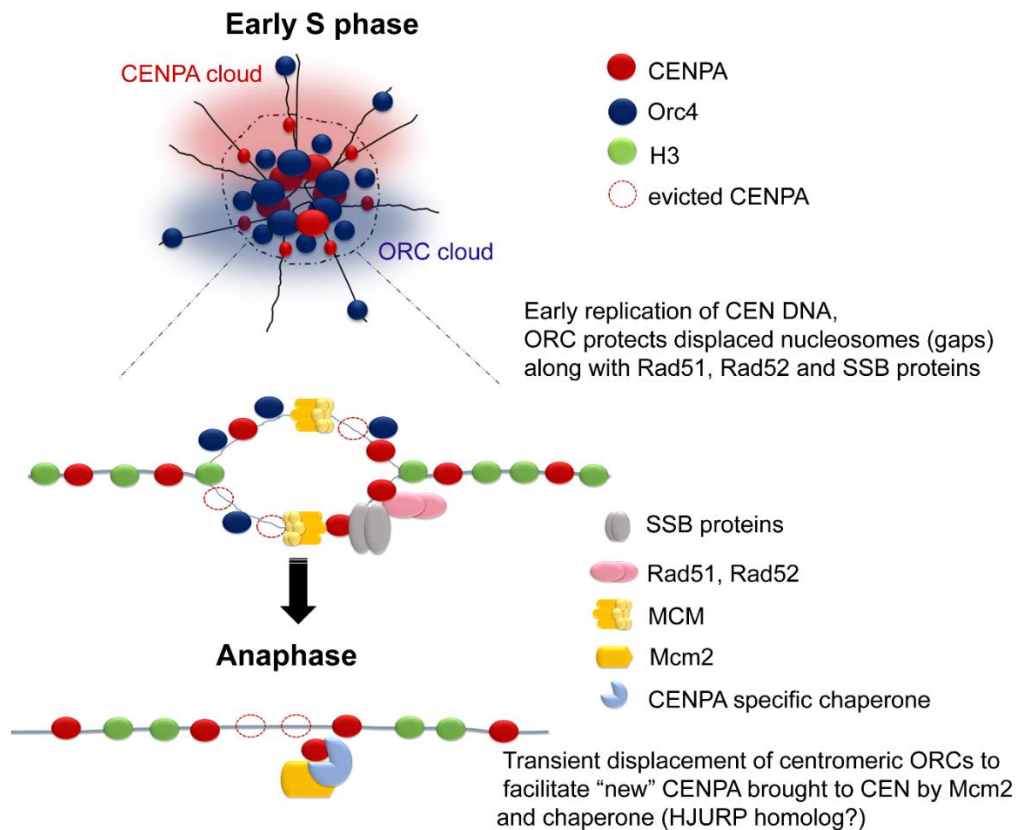 Early S phase
CENPA cloud
ORC cloud
CENPA
Orc4
H3
evicted CENPA
Early replication of CEN DNA,
ORC protects displaced nucleosomes (gaps)
along with Rad51, Rad52 and SSB proteins
SSB proteins
Rad51, Rad52
MCM
Mcm2
CENPA specific chaperone
Anaphase
Transient displacement of centromeric ORCs to
facilitate “new” CENPA brought to CEN by Mcm2
and chaperone (HJURP homolog?)